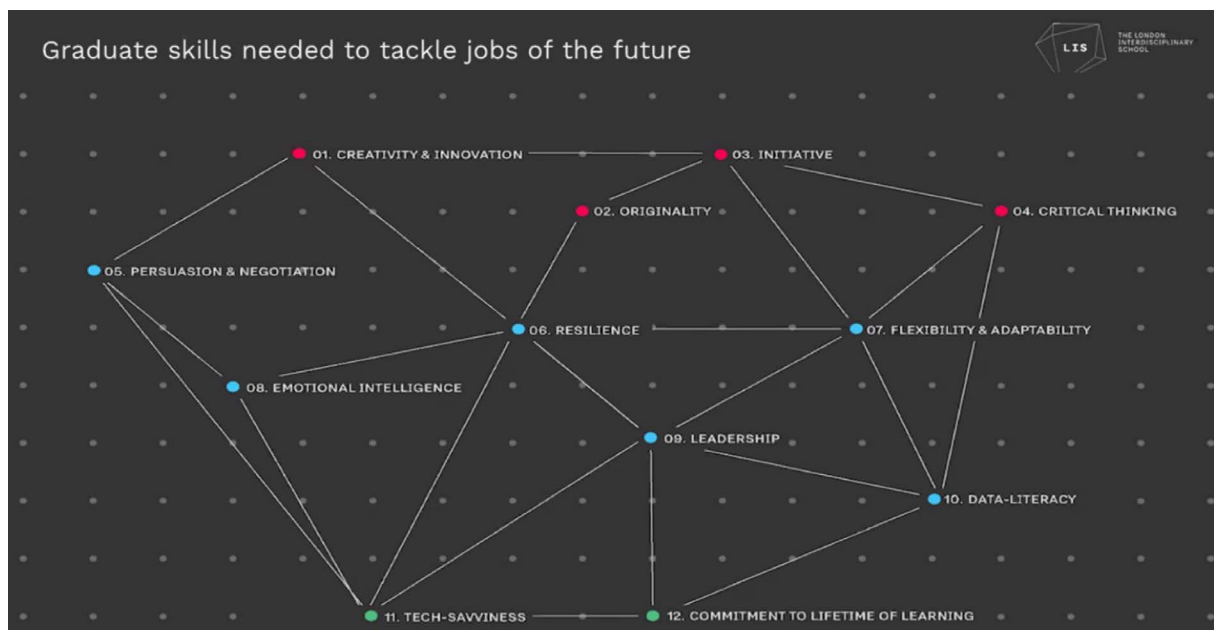 Graduate skills needed to tackle jobs of the future
LIS
THE LONDON
INTERDISCIPLINARY
SCHOOL
01. CREATIVITY & INNOVATION
03. INITIATIVE
02. ORIGINALITY
04. CRITICAL THINKING
05. PERSUASION & NEGOTIATION
06. RESILIENCE
07. FLEXIBILITY & ADAPTABILITY
08. EMOTIONAL INTELLIGENCE
09. LEADERSHIP
10. DATA-LITERACY
11. TECH-SAVVINESS
12. COMMITMENT TO LIFETIME OF LEARNING